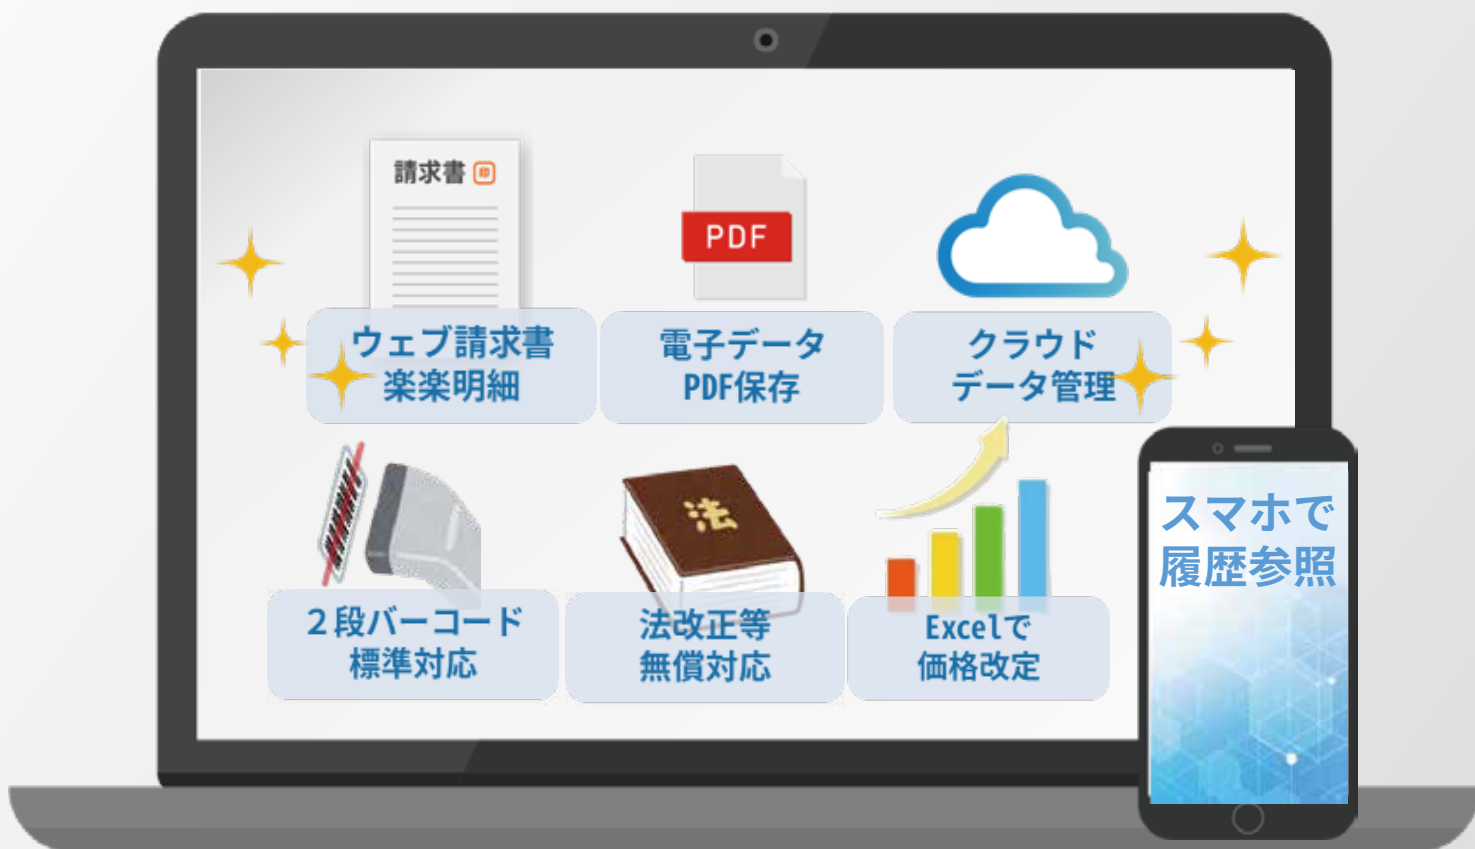 請求書 印
PDF
ウェブ請求書
楽楽明細
電子データ
PDF保存
クラウド
データ管理
法
２段バーコード
標準対応
法改正等
無償対応
Excelで
価格改定
スマホで
履歴参照